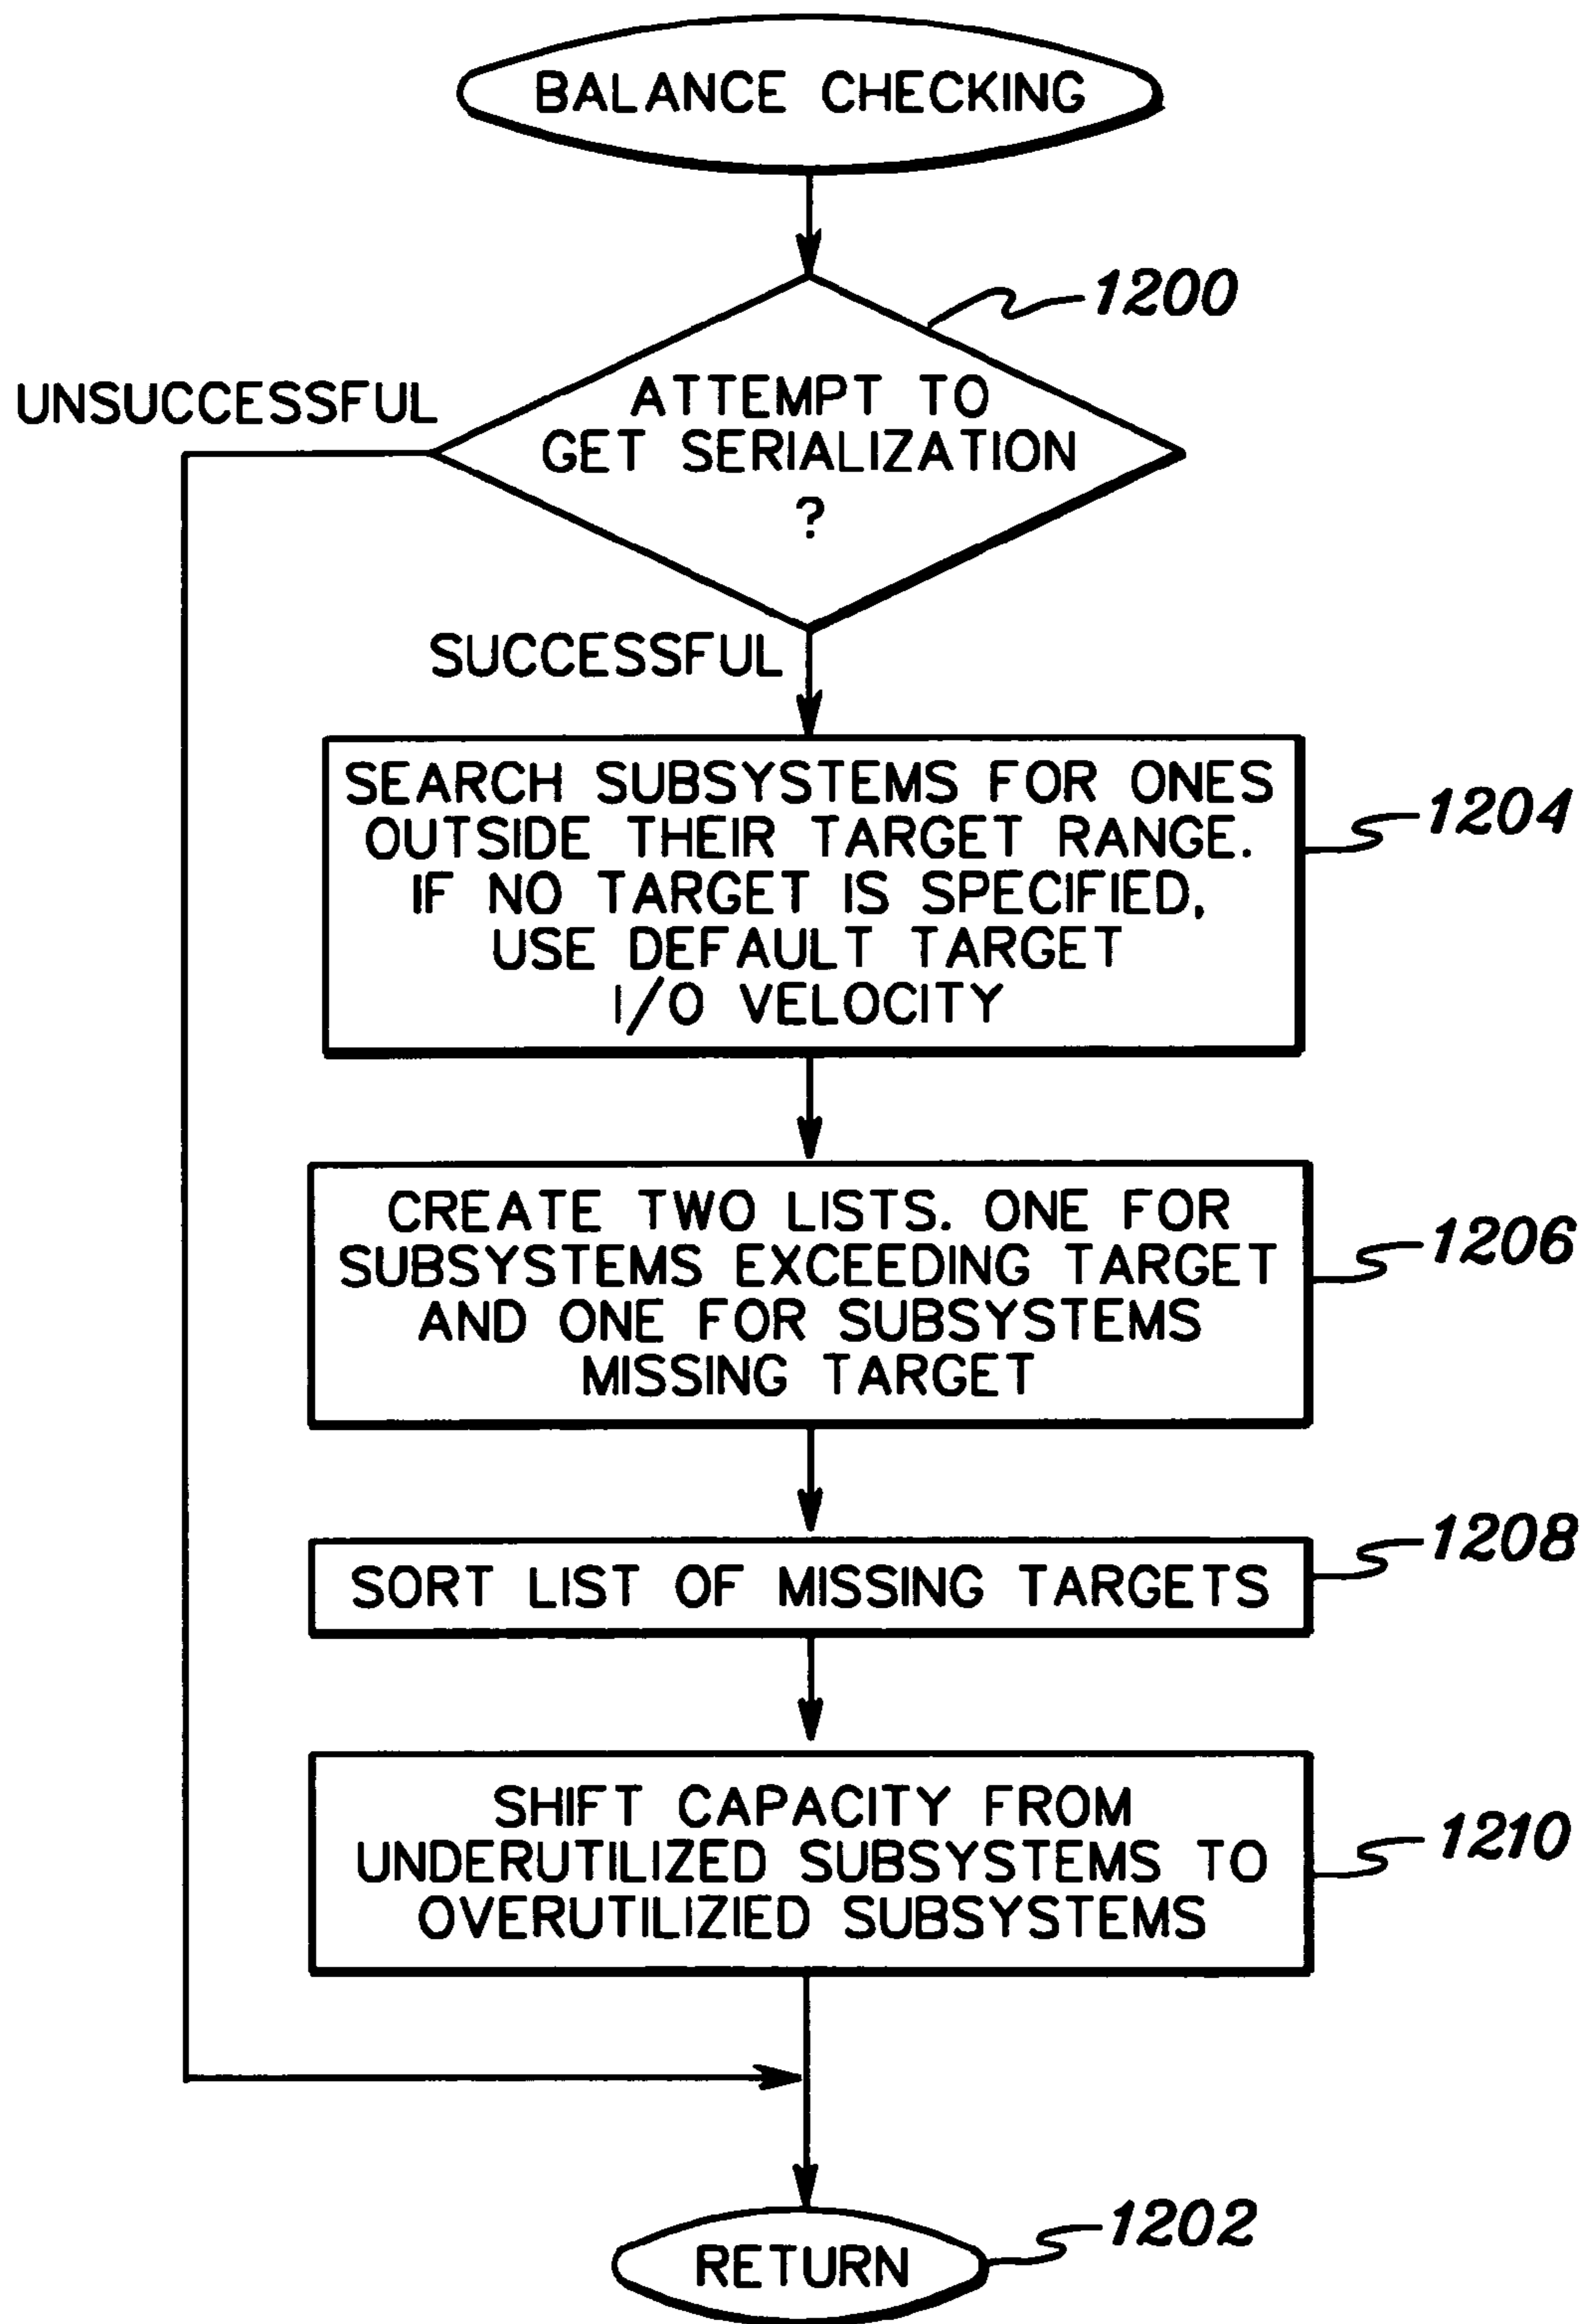 BALANCE CHECKING
1200
ATTEMPT TO
GET SERIALIZATION
?
UNSUCCESSFUL
SUCCESSFUL
SEARCH SUBSYSTEMS FOR ONES
OUTSIDE THEIR TARGET RANGE.
IF NO TARGET IS SPECIFIED,
USE DEFAULT TARGET
I/O VELOCITY
1204
CREATE TWO LISTS. ONE FOR
SUBSYSTEMS EXCEEDING TARGET
AND ONE FOR SUBSYSTEMS
MISSING TARGET
1206
SORT LIST OF MISSING TARGETS
1208
SHIFT CAPACITY FROM
UNDERUTILIZED SUBSYSTEMS TO
OVERUTILIZIED SUBSYSTEMS
1210
RETURN
1202